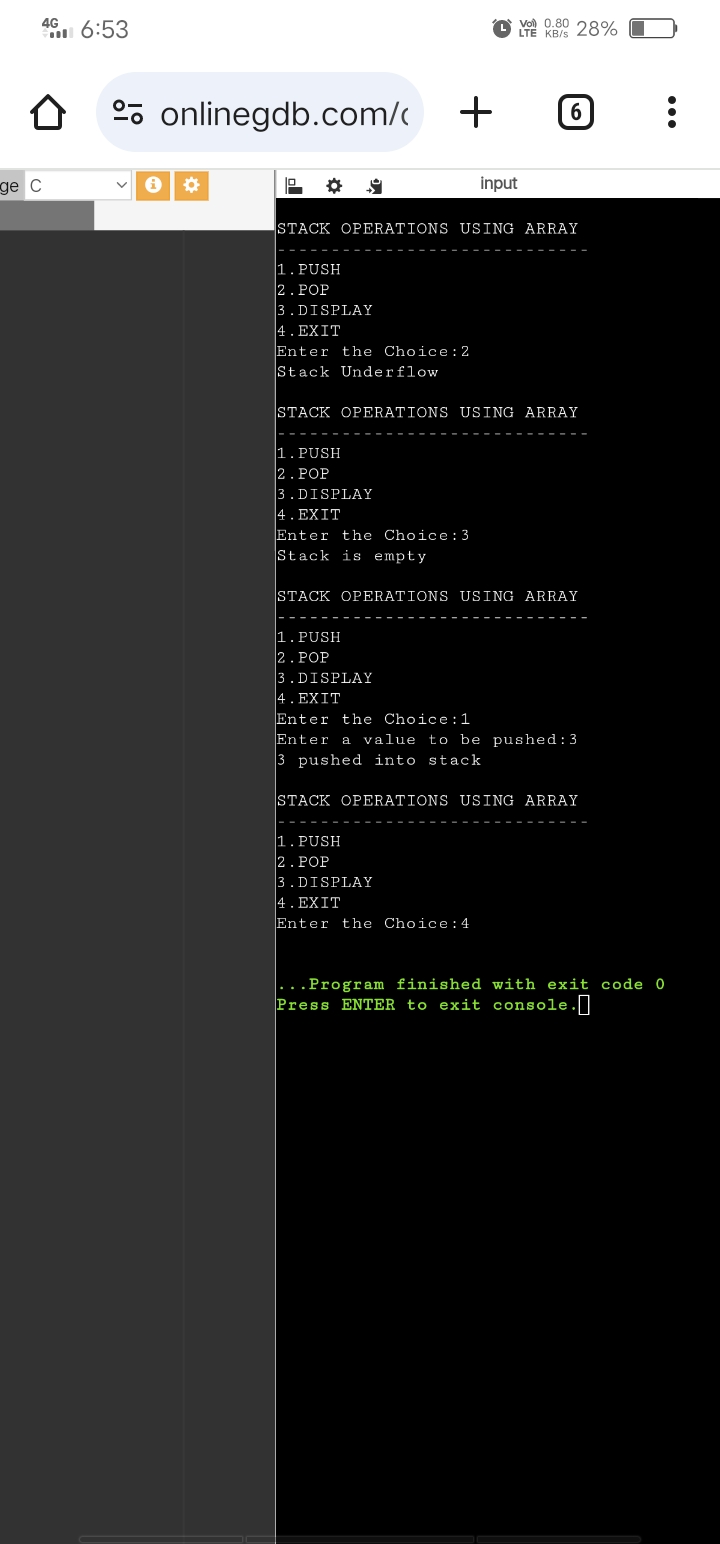 4G 6:53 Vo) LTE 0.80 KB/s 28%
onlinegdb.com/ 6
ge C input
STACK OPERATIONS USING ARRAY
-----------------------------
1.PUSH
2.POP
3.DISPLAY
4.EXIT
Enter the Choice:2
Stack Underflow
STACK OPERATIONS USING ARRAY
-----------------------------
1.PUSH
2.POP
3.DISPLAY
4.EXIT
Enter the Choice:3
Stack is empty
STACK OPERATIONS USING ARRAY
-----------------------------
1.PUSH
2.POP
3.DISPLAY
4.EXIT
Enter the Choice:1
Enter a value to be pushed:3
3 pushed into stack
STACK OPERATIONS USING ARRAY
-----------------------------
1.PUSH
2.POP
3.DISPLAY
4.EXIT
Enter the Choice:4
...Program finished with exit code 0
Press ENTER to exit console.